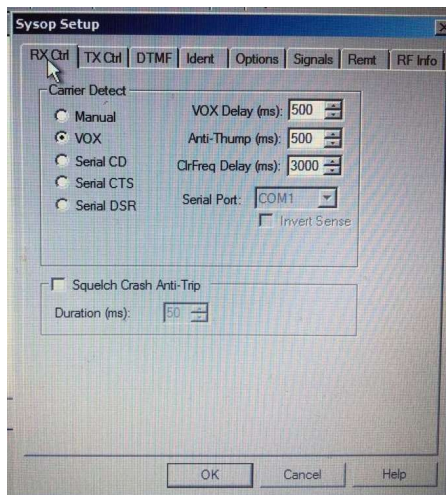 Sysop Setup
RX Ctrl TX Ctrl DTMF Ident Options Signals Remt RF Info
Carrier Detect
Manual
VOX
Serial CD
Serial CTS
Serial DSR
VOX Delay (ms): 500
Anti-Thump (ms): 500
ClrFreq Delay (ms): 3000
Serial Port: COM1
Invert Sense
Squelch Crash Anti-Trip
Duration (ms): 50
OK Cancel Help